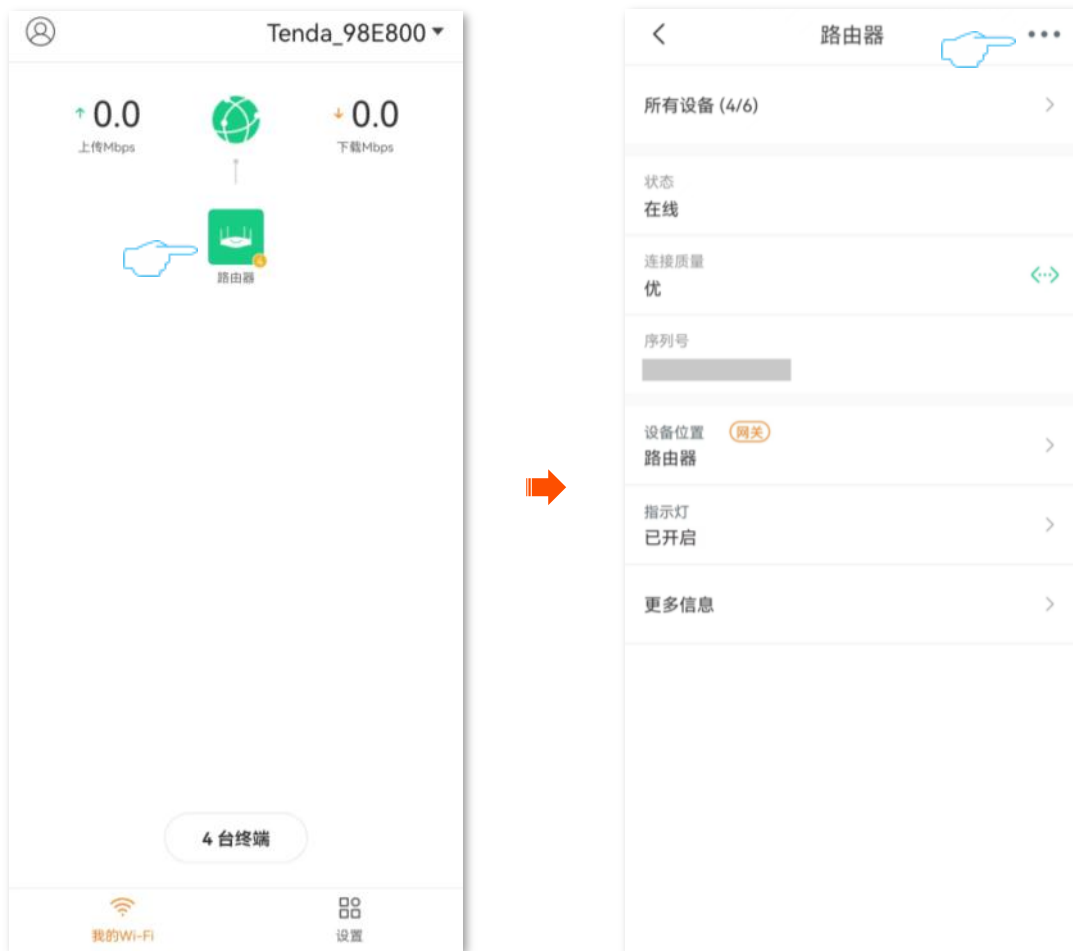 Tenda_98E800
0.0
上传Mbps
0.0
下载Mbps
4
路由器
4 台终端
我的Wi-Fi
设置
路由器
所有设备 (4/6)
状态
在线
连接质量
优
序列号
设备位置 网关
路由器
指示灯
已开启
更多信息